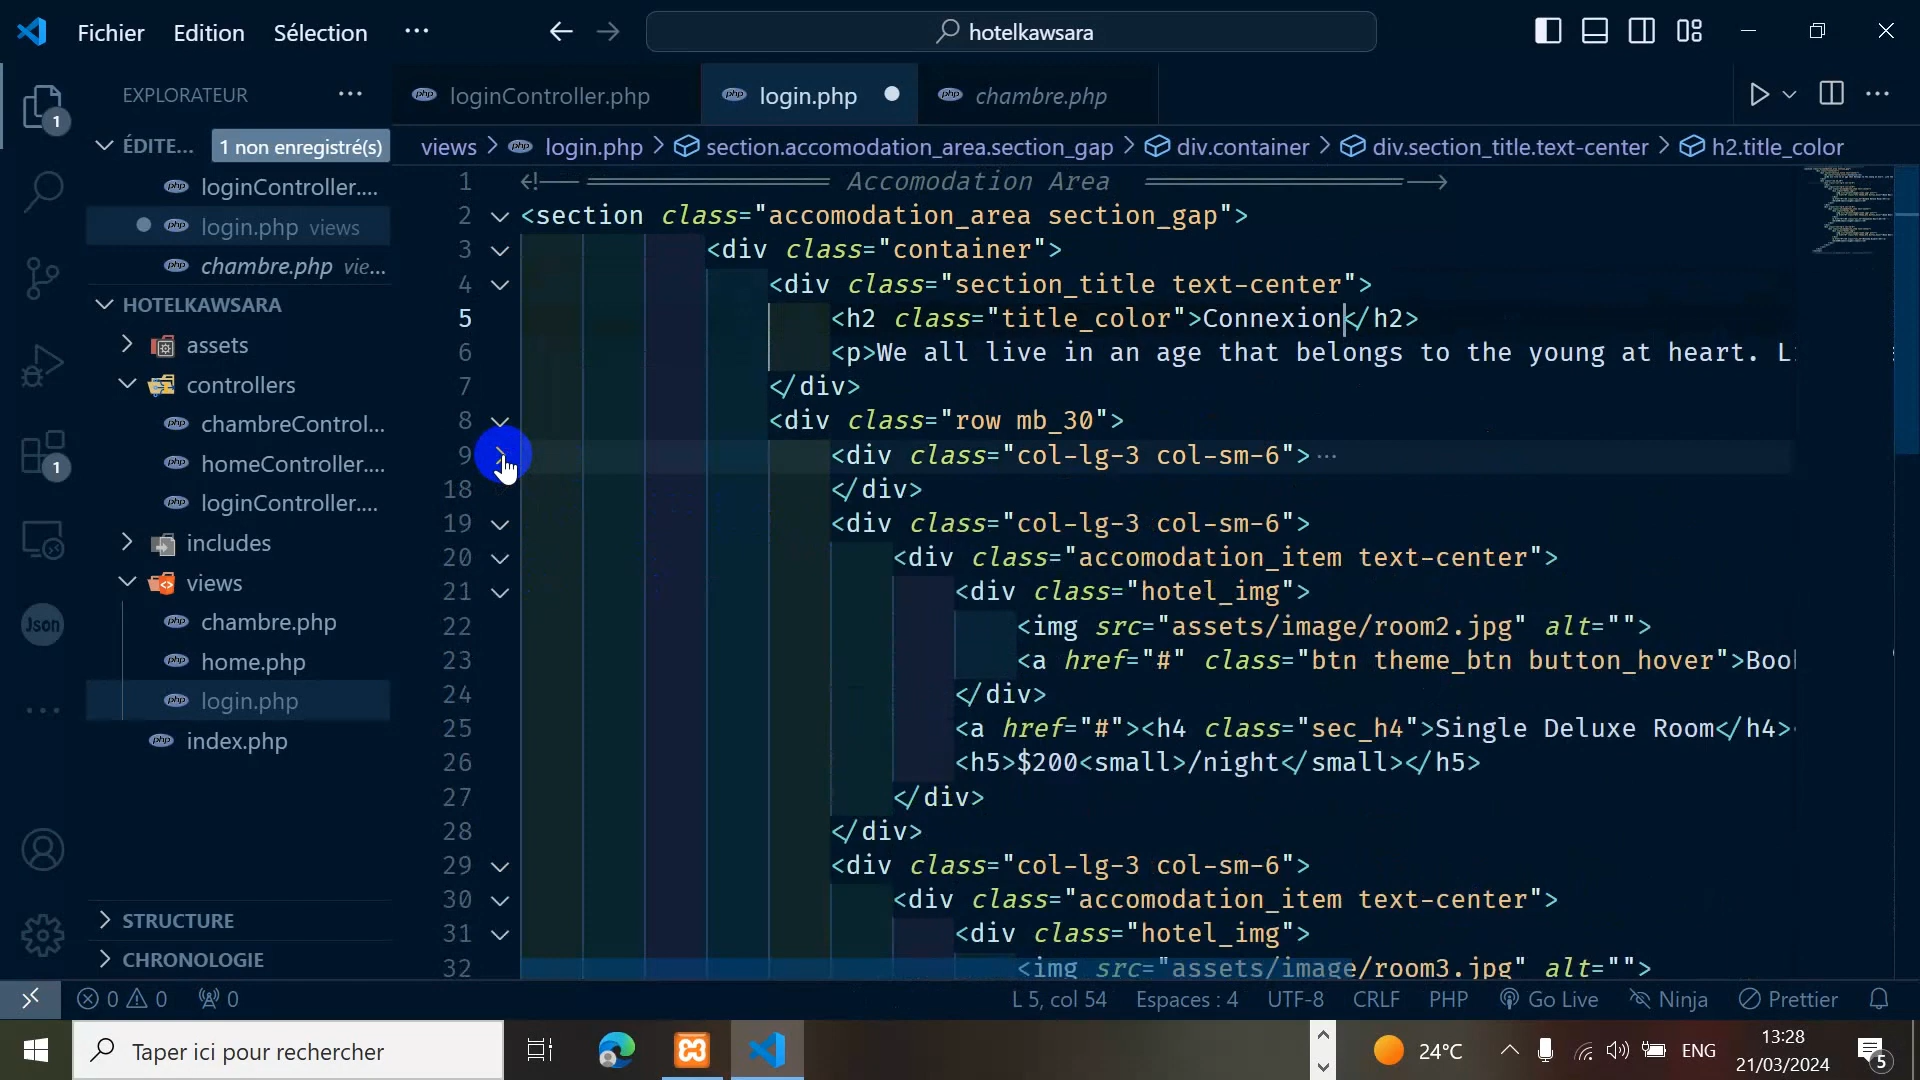 Fichier Edition Sélection ··· hotelkawsara
EXPLORATEUR ···
loginController.php login.php chambre.php
ÉDITE... 1 non enregistré(s)
loginController....
login.php views
chambre.php vie...
HOTELKAWSARA
assets
controllers
chambreControl...
homeController....
loginController....
includes
views
chambre.php
home.php
login.php
index.php
STRUCTURE
CHRONOLOGIE
1
1
Json
views > login.php > section.accomodation_area.section_gap > div.container > div.section_title.text-center > h2.title_color
1 <!-- ================ Accomodation Area ================= -->
2 <section class="accomodation_area section_gap">
3 <div class="container">
4 <div class="section_title text-center">
5 <h2 class="title_color">Connexion</h2>
6 <p>We all live in an age that belongs to the young at heart. L
7 </div>
8 <div class="row mb_30">
9 <div class="col-lg-3 col-sm-6">···
18 </div>
19 <div class="col-lg-3 col-sm-6">
20 <div class="accomodation_item text-center">
21 <div class="hotel_img">
22 <img src="assets/image/room2.jpg" alt="">
23 <a href="#" class="btn theme_btn button_hover">Boo
24 </div>
25 <a href="#"><h4 class="sec_h4">Single Deluxe Room</h4>
26 <h5>$200<small>/night</small></h5>
27 </div>
28 </div>
29 <div class="col-lg-3 col-sm-6">
30 <div class="accomodation_item text-center">
31 <div class="hotel_img">
32 <img src="assets/image/room3.jpg" alt="">
0 0 0 L 5, col 54 Espaces : 4 UTF-8 CRLF PHP Go Live Ninja Prettier
Taper ici pour rechercher 24°C ENG 13:28 5
21/03/2024